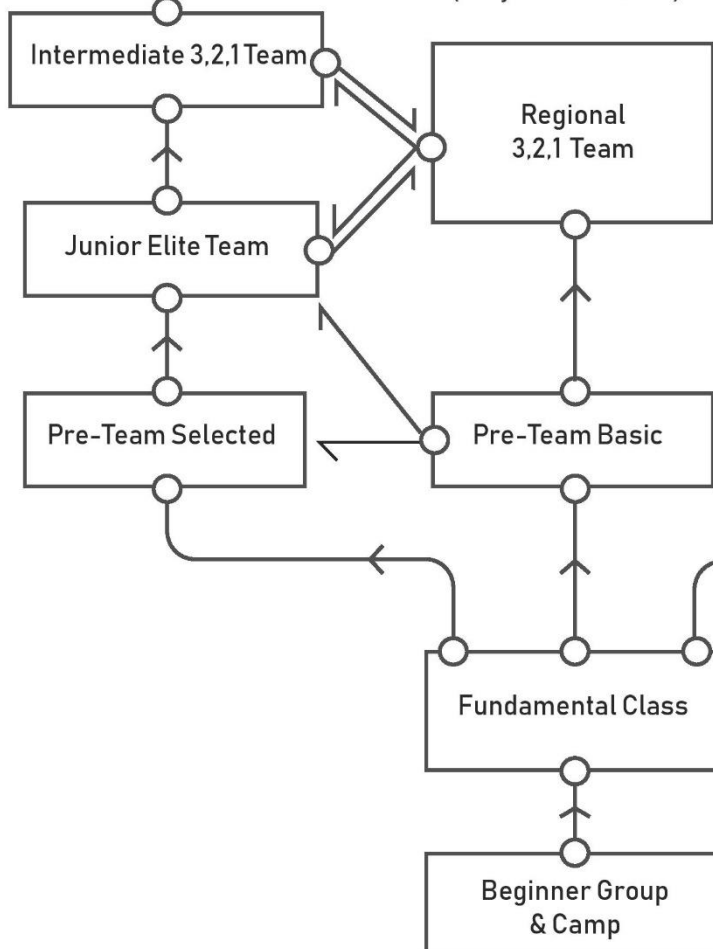 Intermediate 3,2,1 Team
Regional
3,2,1 Team
Junior Elite Team
Pre-Team Selected
Pre-Team Basic
Fundamental Class
Beginner Group
& Camp